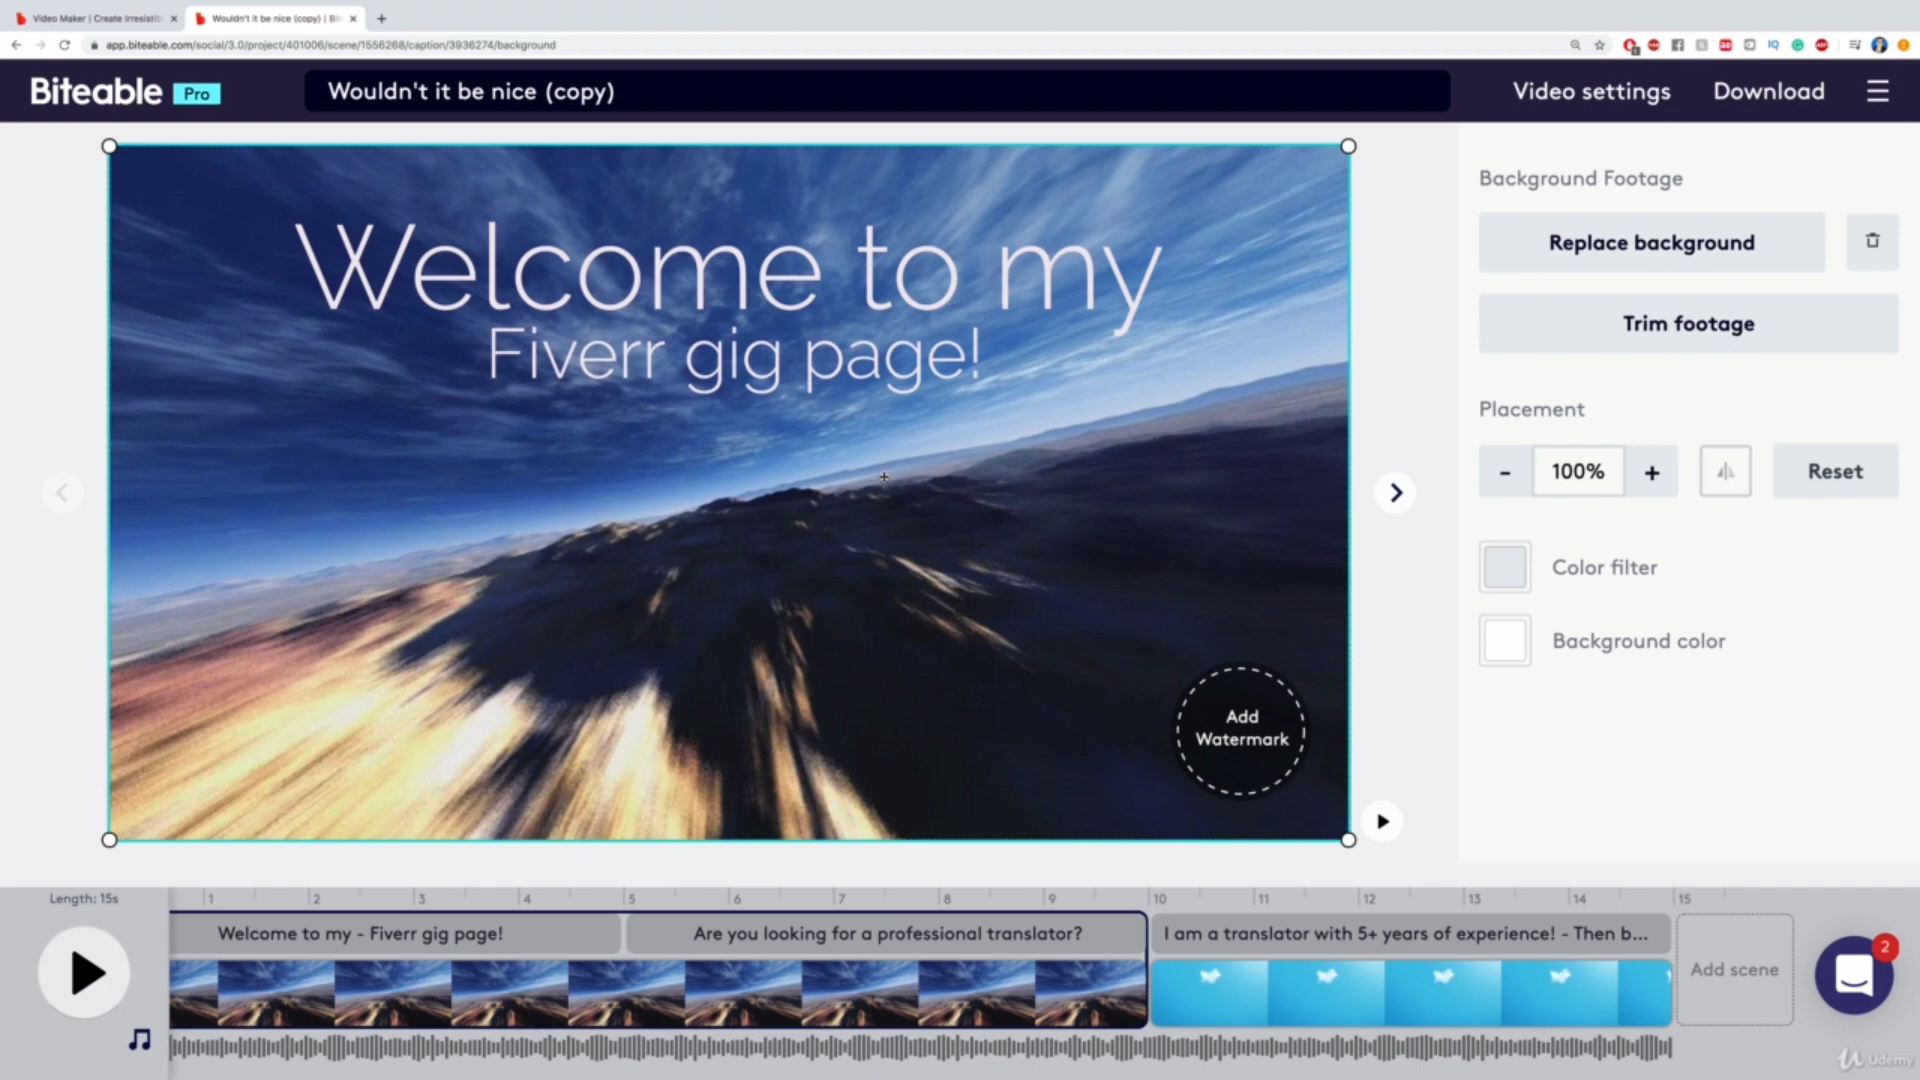 Video Maker | Create Irresistib
Wouldn't it be nice (copy) | Bit
app.biteable.com/social/3.0/project/401006/scene/1556268/caption/3936274/background
Biteable Pro
Wouldn't it be nice (copy)
Video settings
Download
Welcome to my
Fiverr gig page!
Add
Watermark
Background Footage
Replace background
Trim footage
Placement
- 100% +
Reset
Color filter
Background color
Length: 15s
1 2 3 4 5 6 7 8 9 10 11 12 13 14 15
Welcome to my - Fiverr gig page!
Are you looking for a professional translator?
I am a translator with 5+ years of experience! - Then b...
Add scene
2
Udemy